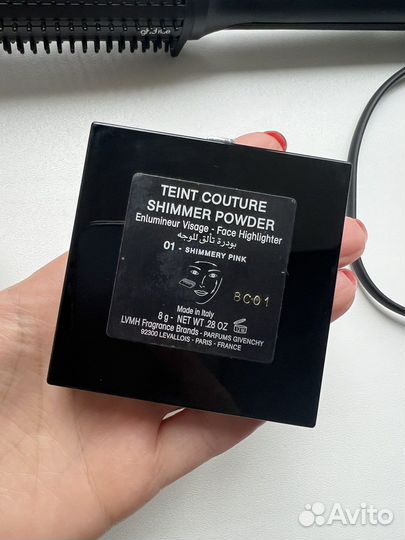 TEINT COUTURE
SHIMMER POWDER
Enlumineur Visage - Face Highlighter
بودرة تألق للوجه
01 - SHIMMERY PINK
8C01
Made in Italy
8 g - NET WT .28 OZ
LVMH Fragrance Brands - PARFUMS GIVENCHY
92300 LEVALLOIS - PARIS - FRANCE
Avito